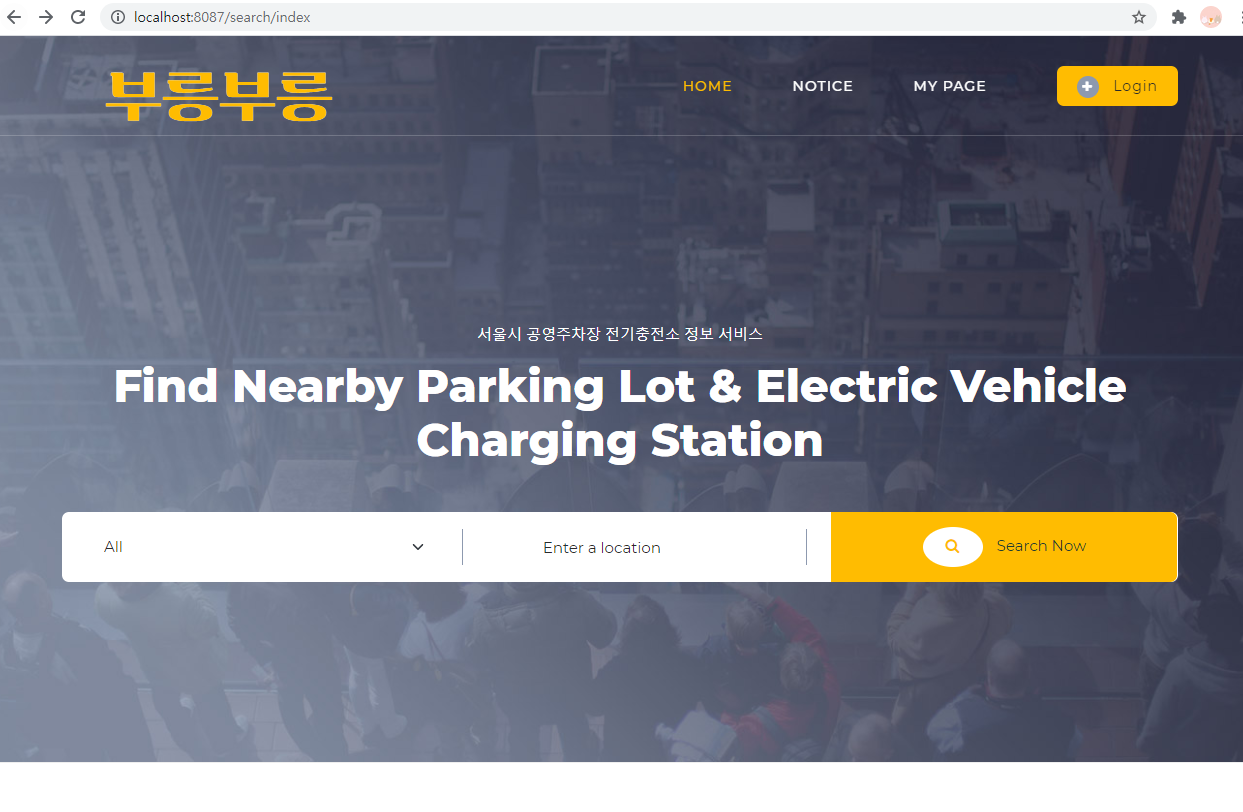 localhost:8087/search/index
부릉부릉
HOME
NOTICE
MY PAGE
Login
서울시 공영주차장 전기충전소 정보 서비스
Find Nearby Parking Lot & Electric Vehicle
Charging Station
All
Enter a location
Search Now